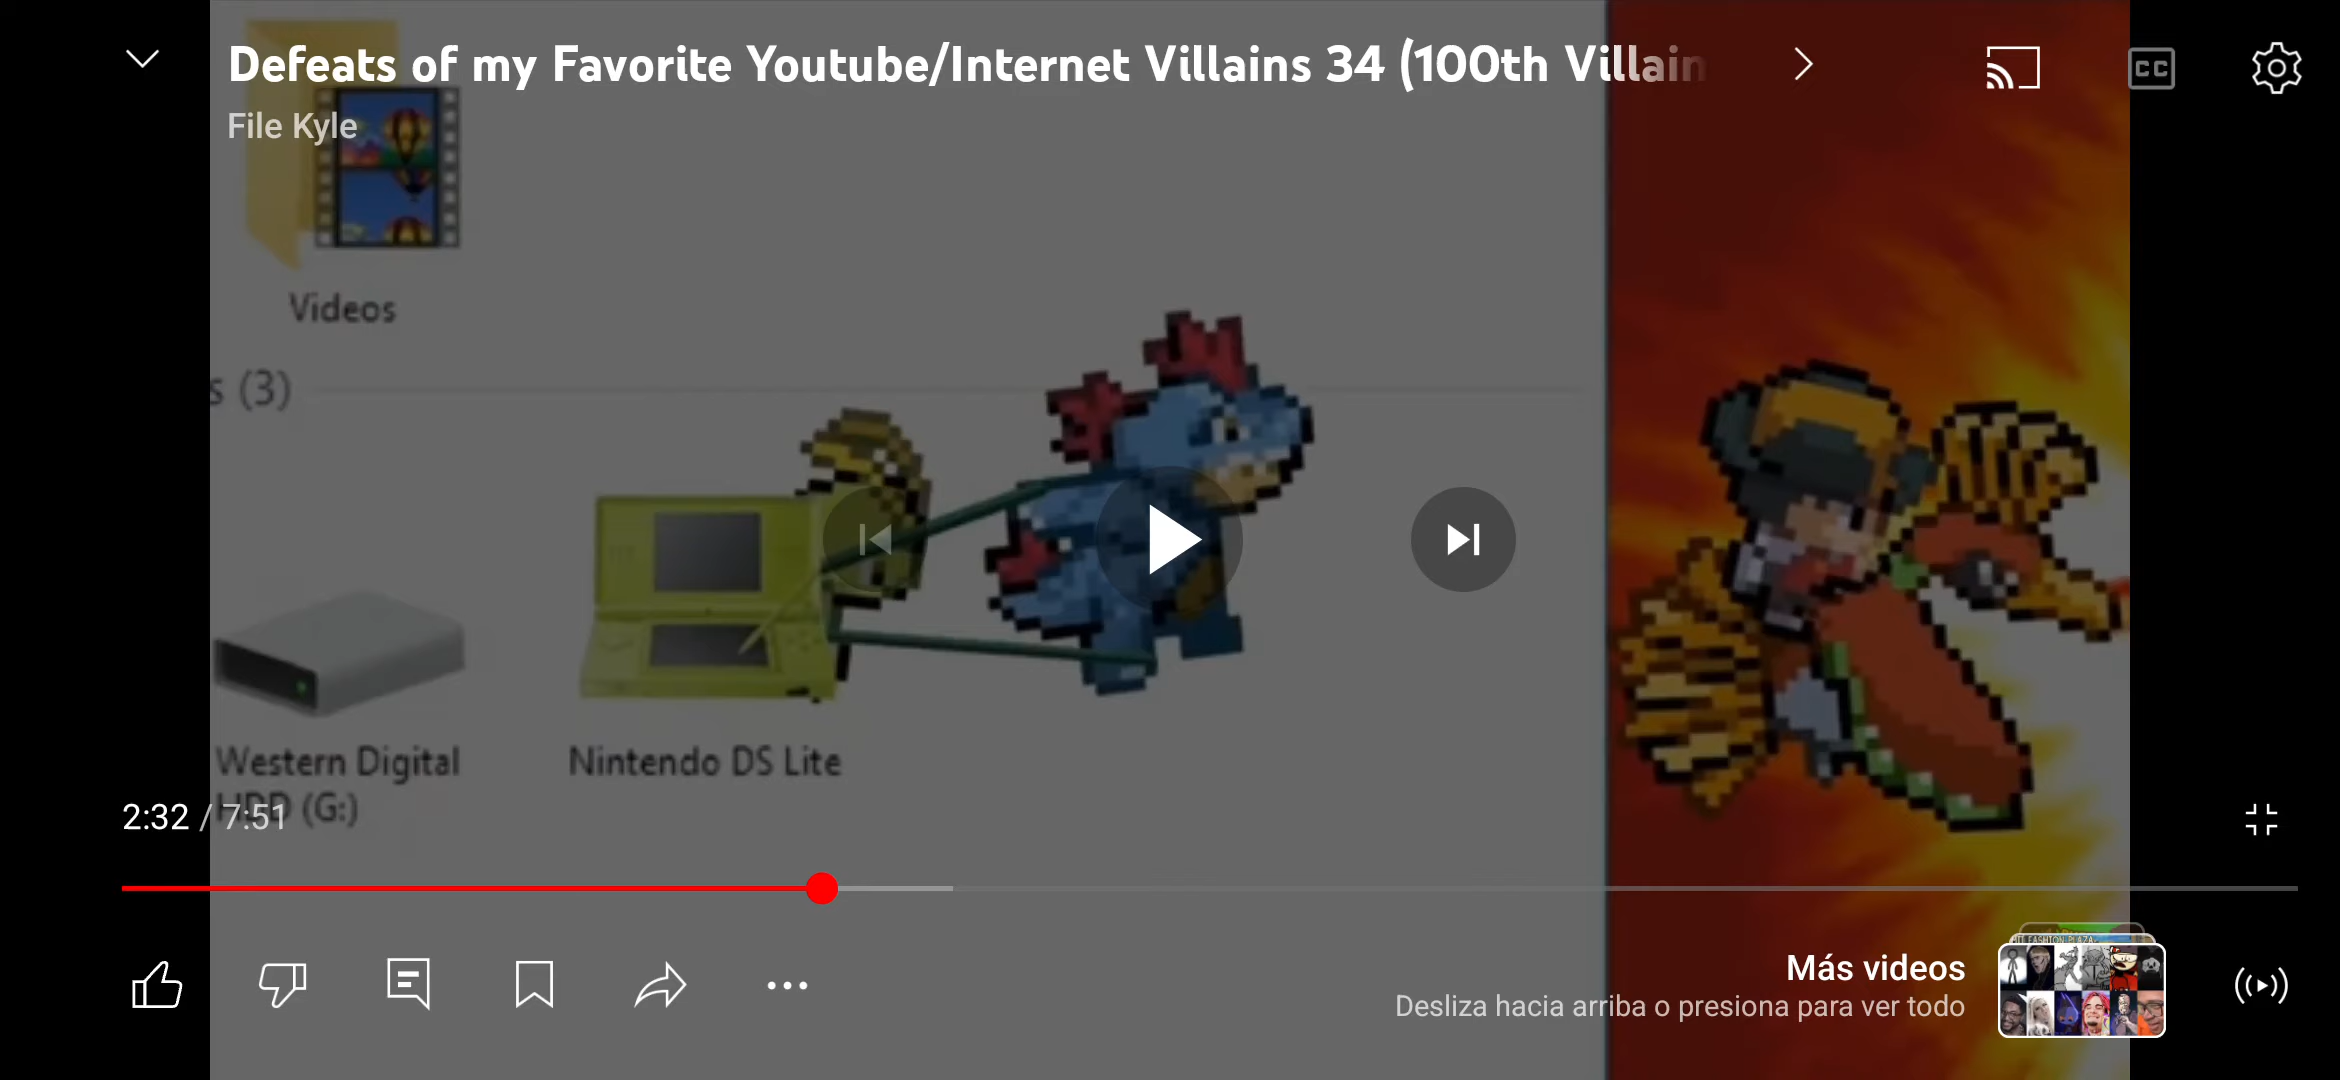 Defeats of my Favorite Youtube/Internet Villains 34 (100th Villain
File Kyle
CC
Videos
s (3)
Western Digital
HDD (G:)
Nintendo DS Lite
2:32 / 7:51
Más videos
Desliza hacia arriba o presiona para ver todo